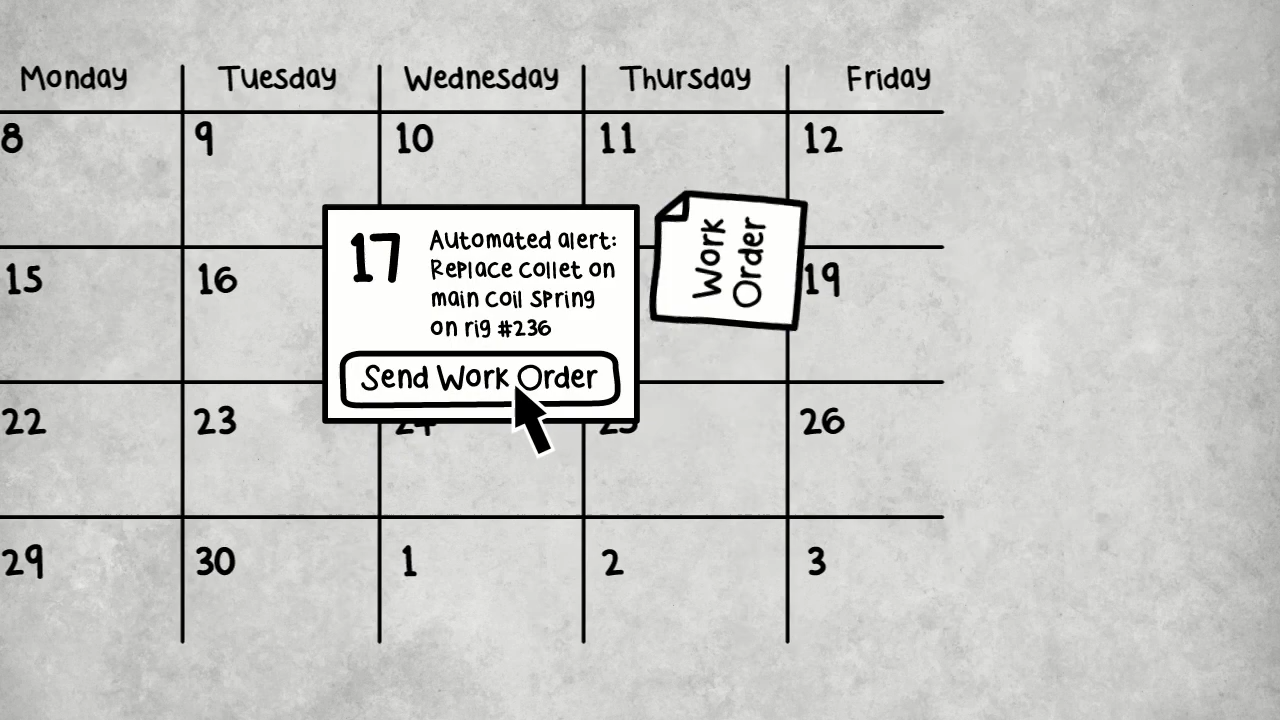 Monday Tuesday Wednesday Thursday Friday
8 9 10 11 12
15 16 19
17
Automated alert:
Replace collet on
main coil spring
on rig #236
Send Work Order
Work
Order
22 23 24 25 26
29 30 1 2 3